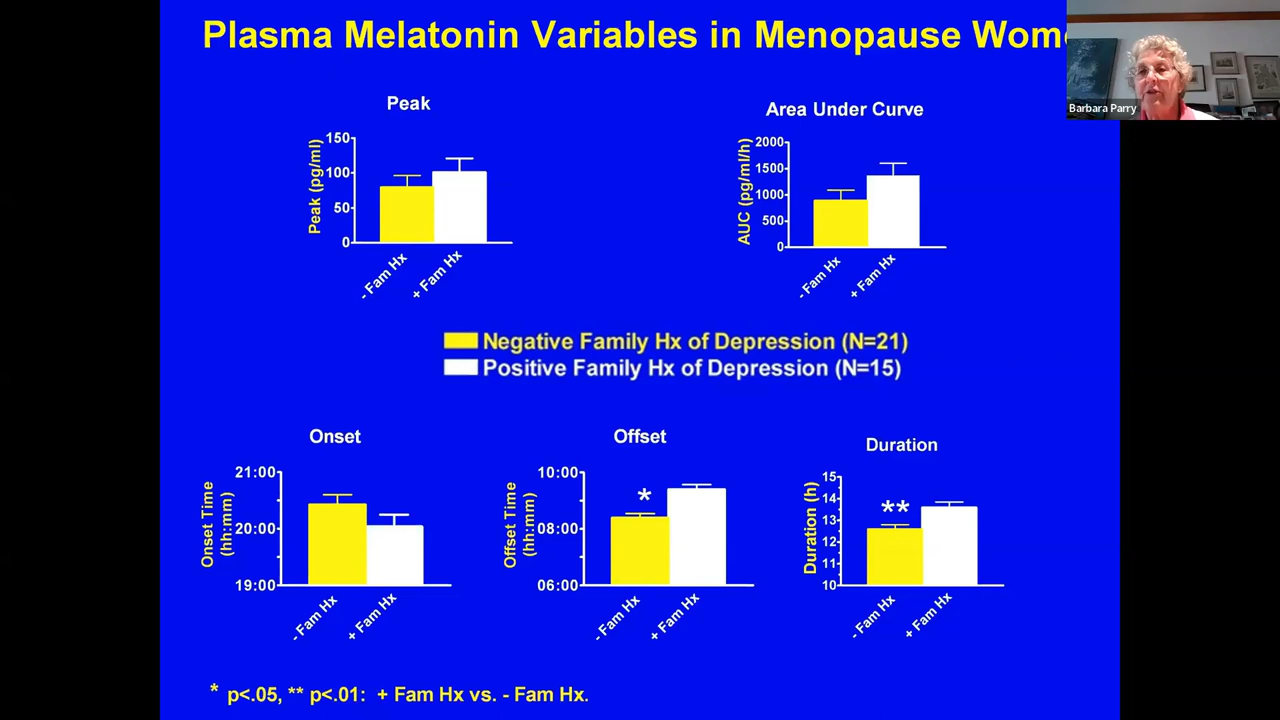 Plasma Melatonin Variables in Menopause
Barbara Parry
Peak
Area Under Curve
Peak (pg/ml)
150
100
50
0
- Fam Hx
+ Fam Hx
AUC (pg/ml/h)
2000
1500
1000
500
0
- Fam Hx
+ Fam Hx
Negative Family Hx of Depression (N=21)
Positive Family Hx of Depression (N=15)
Onset
Offset
Duration
Onset Time
(hh:mm)
21:00
20:00
19:00
- Fam Hx
+ Fam Hx
Offset Time
(hh:mm)
10:00
08:00
06:00
*
- Fam Hx
+ Fam Hx
Duration (h)
15
14
13
12
11
10
**
- Fam Hx
+ Fam Hx
* p<.05, ** p<.01: + Fam Hx vs. - Fam Hx.